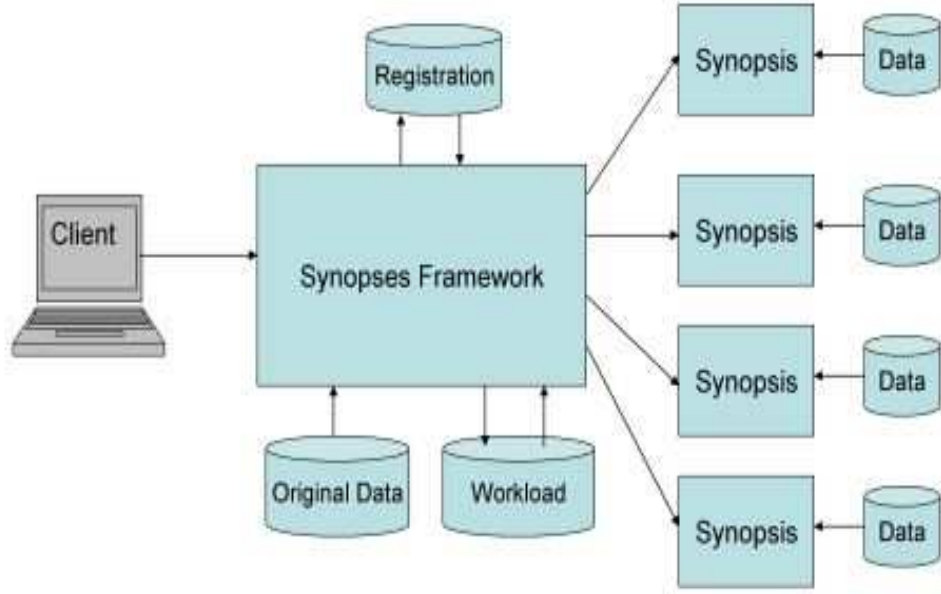 Registration
Synopsis
Data
Client
Synopses Framework
Synopsis
Data
Synopsis
Data
Original Data
Workload
Synopsis
Data